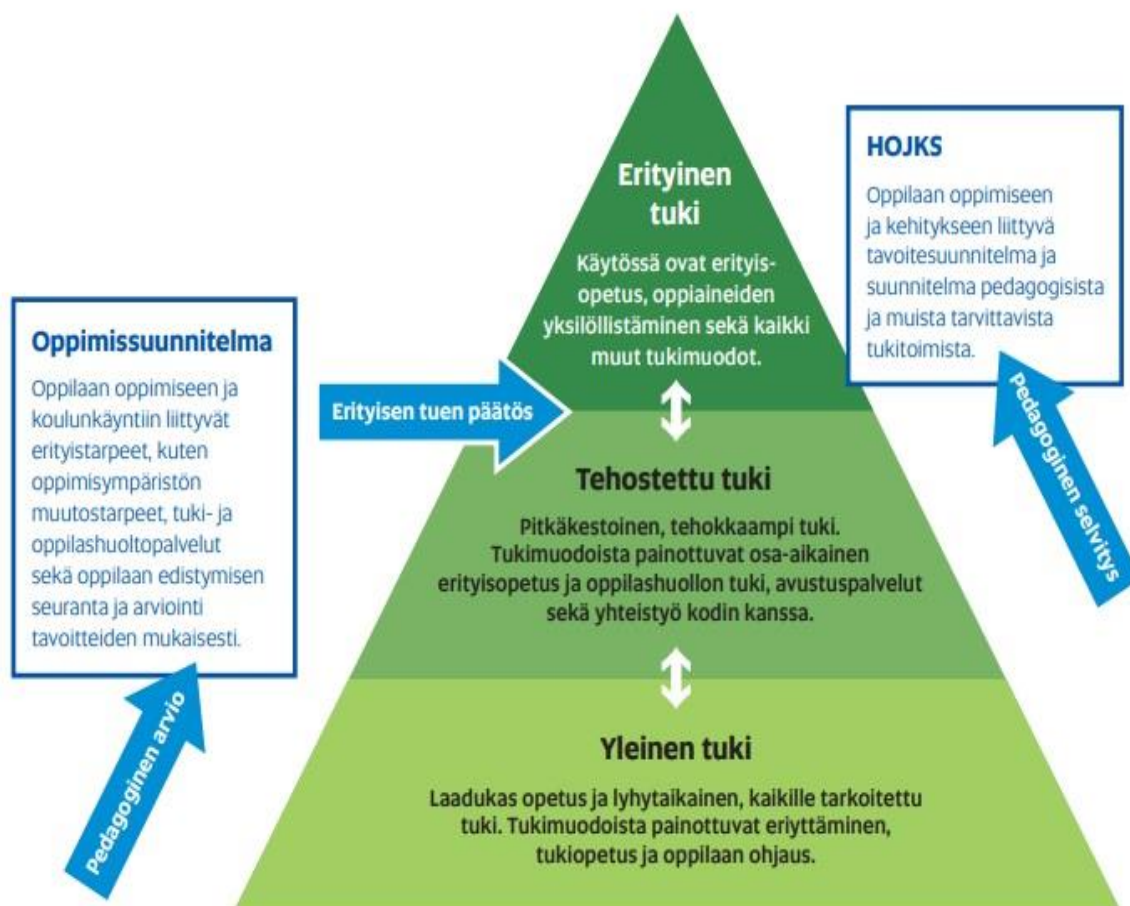 Erityinen
tuki
Käytössä ovat erityis-
opetus, oppiaineiden
yksilöllistäminen sekä kaikki
muut tukimuodot.
HOJKS
Oppilaan oppimiseen
ja kehitykseen liittyvä
tavoitesuunnitelma ja
suunnitelma pedagogisista
ja muista tarvittavista
tukitoimista.
Pedagoginen selvitys
Oppimissuunnitelma
Oppilaan oppimiseen ja
koulunkäyntiin liittyvät
erityistarpeet, kuten
oppimisympäristön
muutostarpeet, tuki- ja
oppilashuoltopalvelut
sekä oppilaan edistymisen
seuranta ja arviointi
tavoitteiden mukaisesti.
Pedagoginen arvio
Erityisen tuen päätös
Tehostettu tuki
Pitkäkestoinen, tehokkaampi tuki.
Tukimuodoista painottuvat osa-aikainen
erityisopetus ja oppilashuollon tuki, avustuspalvelut
sekä yhteistyö kodin kanssa.
Yleinen tuki
Laadukas opetus ja lyhytaikainen, kaikille tarkoitettu
tuki. Tukimuodoista painottuvat eriyttäminen,
tukiopetus ja oppilaan ohjaus.